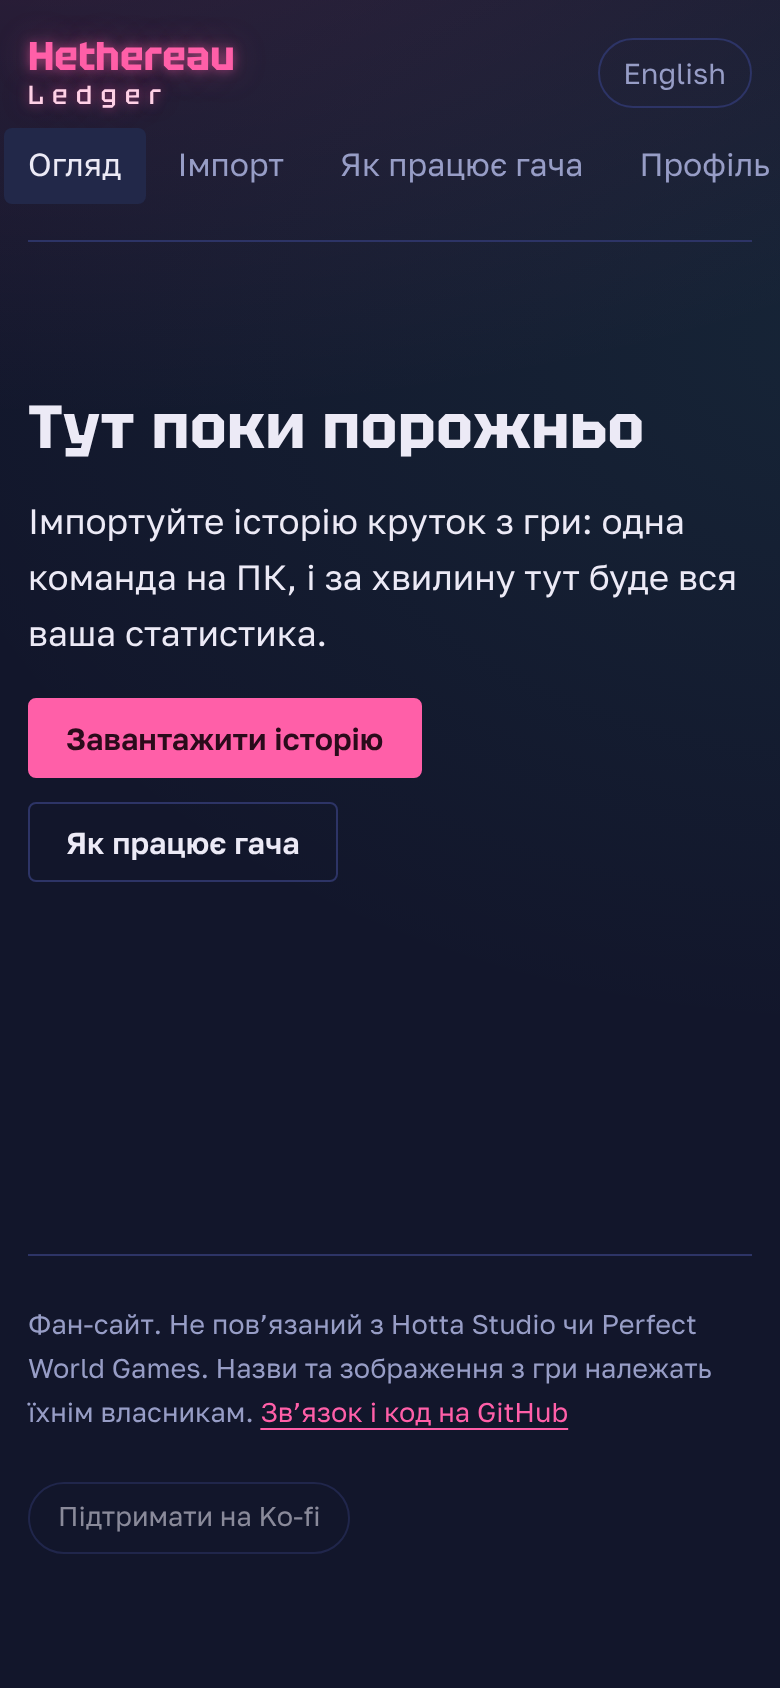 Hethereau
Ledger
English
Огляд
Імпорт
Як працює гача
Профіль
Тут поки порожньо
Імпортуйте історію круток з гри: одна
команда на ПК, і за хвилину тут буде вся
ваша статистика.
Завантажити історію
Як працює гача
Фан-сайт. Не пов’язаний з Hotta Studio чи Perfect
World Games. Назви та зображення з гри належать
їхнім власникам. Зв’язок і код на GitHub
Підтримати на Ko-fi